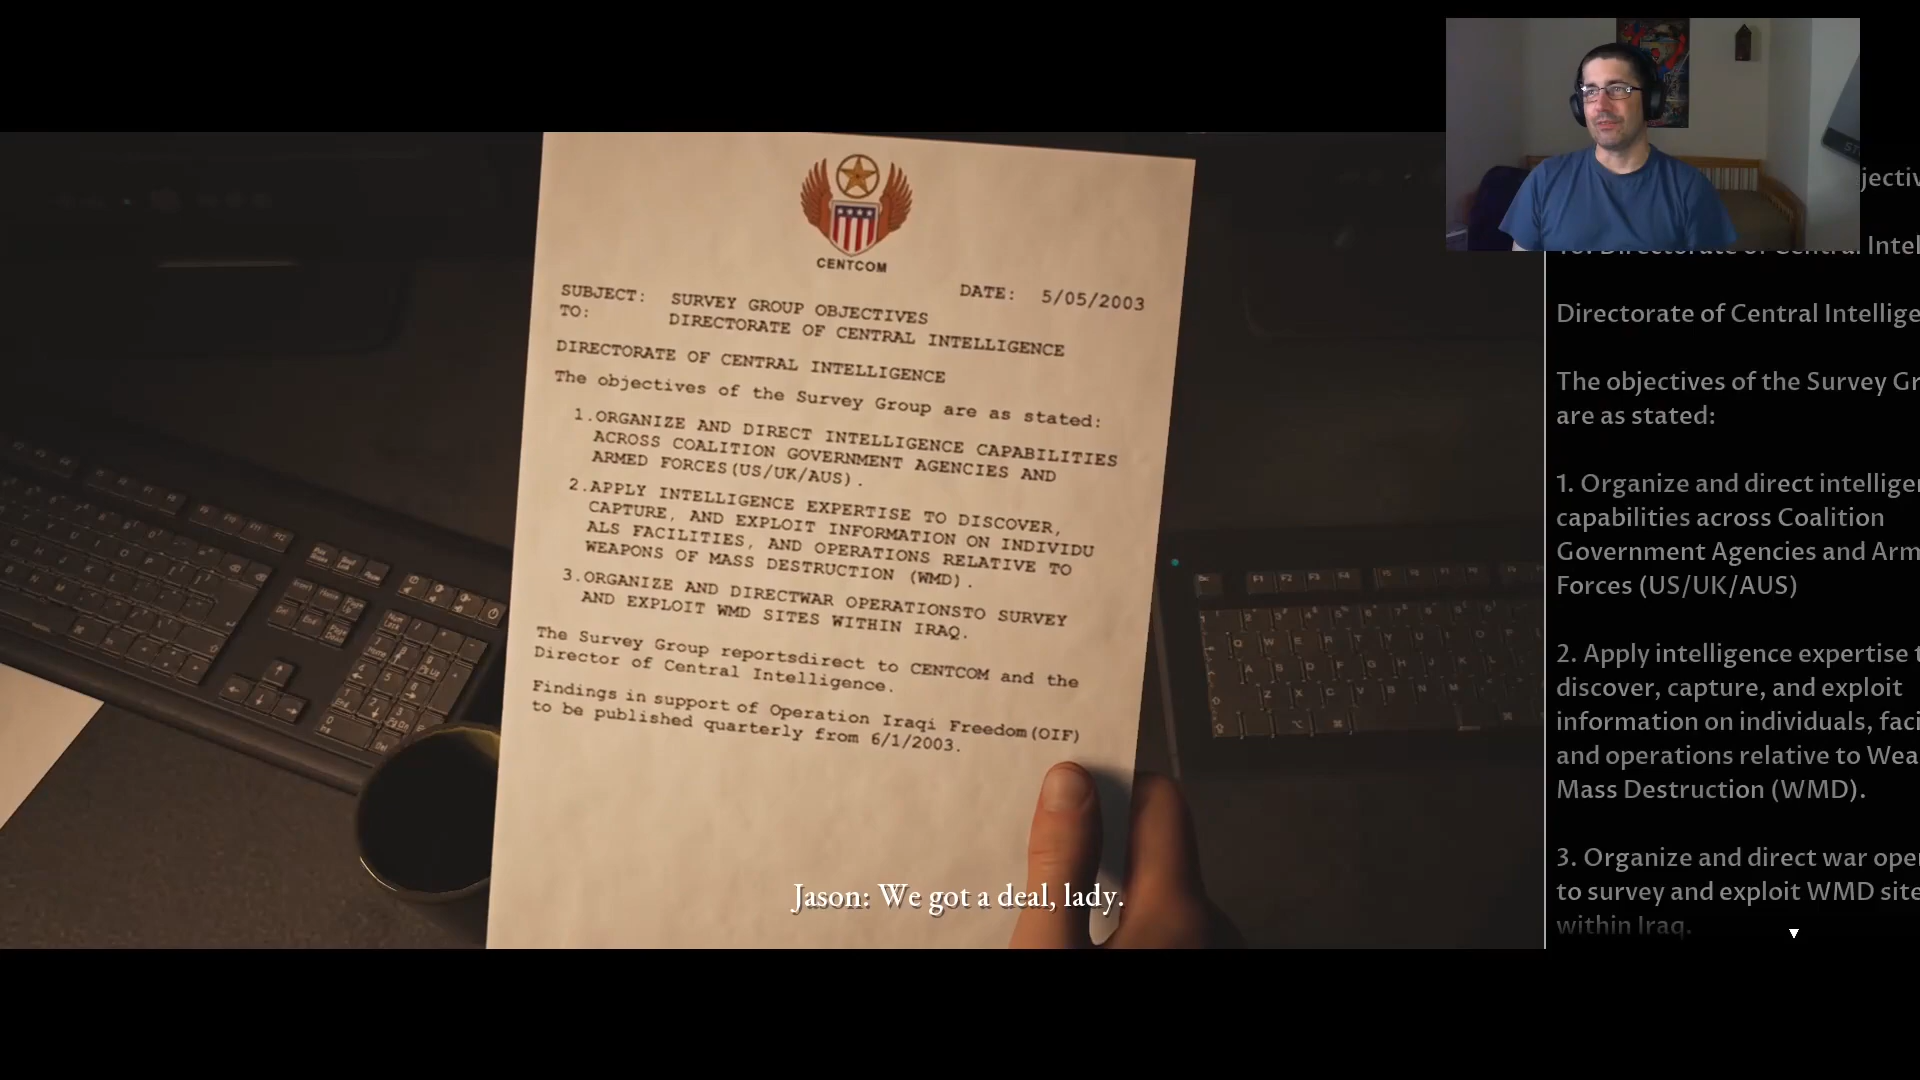 CENTCOM
DATE: 5/05/2003
SUBJECT: SURVEY GROUP OBJECTIVES
TO: DIRECTORATE OF CENTRAL INTELLIGENCE
DIRECTORATE OF CENTRAL INTELLIGENCE
The objectives of the Survey Group are as stated:
1.ORGANIZE AND DIRECT INTELLIGENCE CAPABILITIES
ACROSS COALITION GOVERNMENT AGENCIES AND
ARMED FORCES(US/UK/AUS).
2.APPLY INTELLIGENCE EXPERTISE TO DISCOVER,
CAPTURE, AND EXPLOIT INFORMATION ON INDIVIDU
ALS FACILITIES, AND OPERATIONS RELATIVE TO
WEAPONS OF MASS DESTRUCTION (WMD).
3.ORGANIZE AND DIRECTWAR OPERATIONSTO SURVEY
AND EXPLOIT WMD SITES WITHIN IRAQ.
The Survey Group reportsdirect to CENTCOM and the
Director of Central Intelligence.
Findings in support of Operation Iraqi Freedom(OIF)
to be published quarterly from 6/1/2003.
Jason: We got a deal, lady.
Directorate of Central Intellige
The objectives of the Survey Gr
are as stated:
1. Organize and direct intelligen
capabilities across Coalition
Government Agencies and Arm
Forces (US/UK/AUS)
2. Apply intelligence expertise t
discover, capture, and exploit
information on individuals, faci
and operations relative to Wea
Mass Destruction (WMD).
3. Organize and direct war oper
to survey and exploit WMD site
within Iraq.